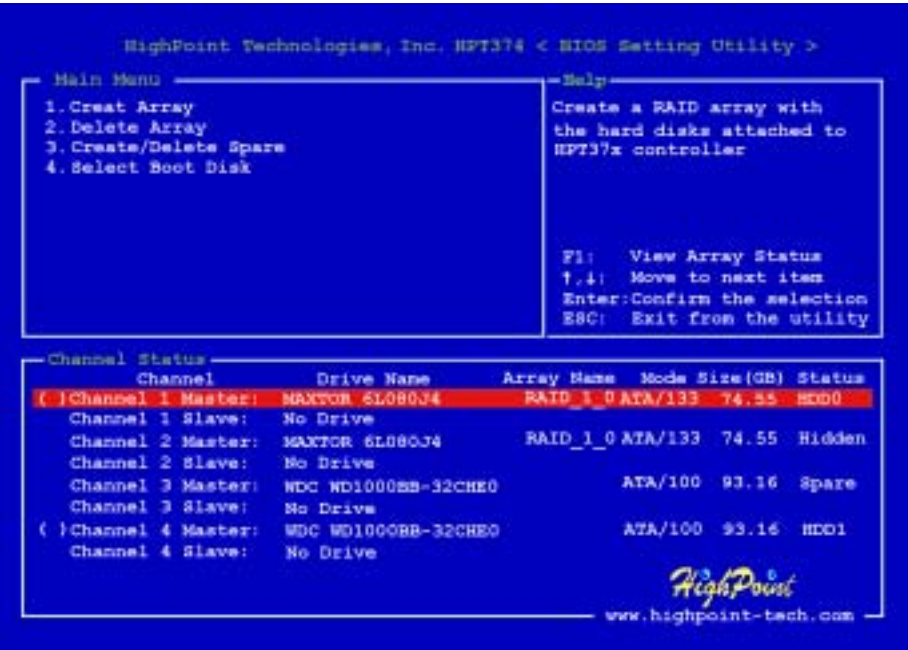 HighPoint Technologies, Inc. HPT374 < BIOS Setting Utility >
Main Menu
1.Creat Array
2.Delete Array
3.Create/Delete Spare
4.Select Boot Disk
Help
Create a RAID array with
the hard disks attached to
HPT37x controller
F1: View Array Status
↑,↓: Move to next item
Enter:Confirm the selection
ESC: Exit from the utility
Channel Status
Channel Drive Name Array Name Mode Size(GB) Status
( )Channel 1 Master: MAXTOR 6L080J4 RAID_1_0 ATA/133 74.55 HDD0
Channel 1 Slave: No Drive
Channel 2 Master: MAXTOR 6L080J4 RAID_1_0 ATA/133 74.55 Hidden
Channel 2 Slave: No Drive
Channel 3 Master: WDC WD1000BB-32CHE0 ATA/100 93.16 Spare
Channel 3 Slave: No Drive
( )Channel 4 Master: WDC WD1000BB-32CHE0 ATA/100 93.16 HDD1
Channel 4 Slave: No Drive
HighPoint
www.highpoint-tech.com